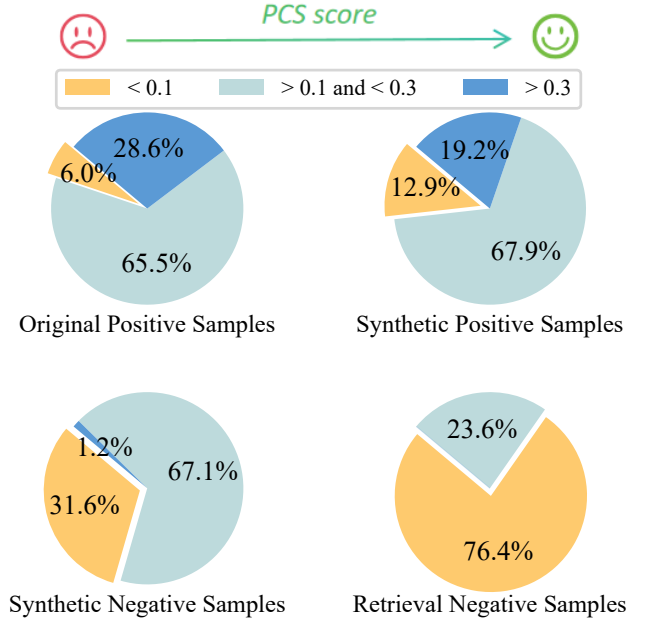 PCS score
< 0.1
> 0.1 and < 0.3
> 0.3
28.6%
6.0%
65.5%
Original Positive Samples
19.2%
12.9%
67.9%
Synthetic Positive Samples
1.2%
67.1%
31.6%
Synthetic Negative Samples
23.6%
76.4%
Retrieval Negative Samples